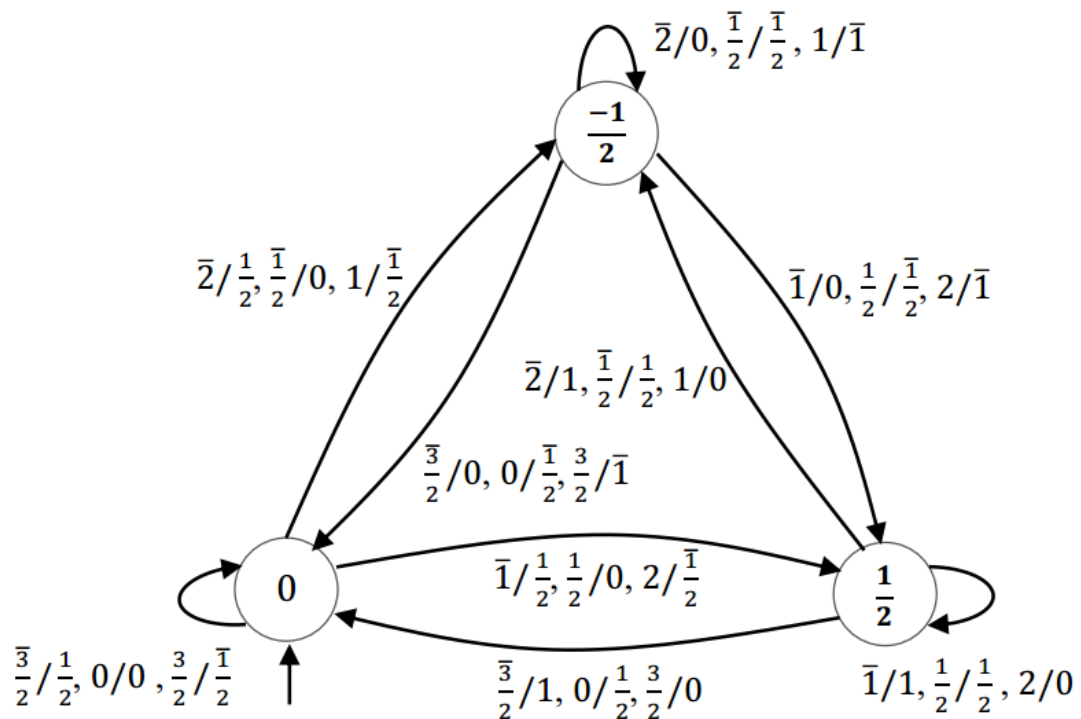 2̅/0, 1̅/2 / 1̅/2, 1/1̅
-1/2
2̅/ 1/2, 1̅/2 /0, 1/ 1̅/2
1̅/0, 1/2 / 1̅/2, 2/1̅
2̅/1, 1̅/2 / 1/2, 1/0
3̅/2 /0, 0/ 1̅/2, 3/2 /1̅
0
1̅/ 1/2, 1/2 /0, 2/ 1̅/2
1/2
3̅/2 / 1/2, 0/0 , 3/2 / 1̅/2
3̅/2 /1, 0/ 1/2, 3/2 /0
1̅/1, 1/2 / 1/2 , 2/0